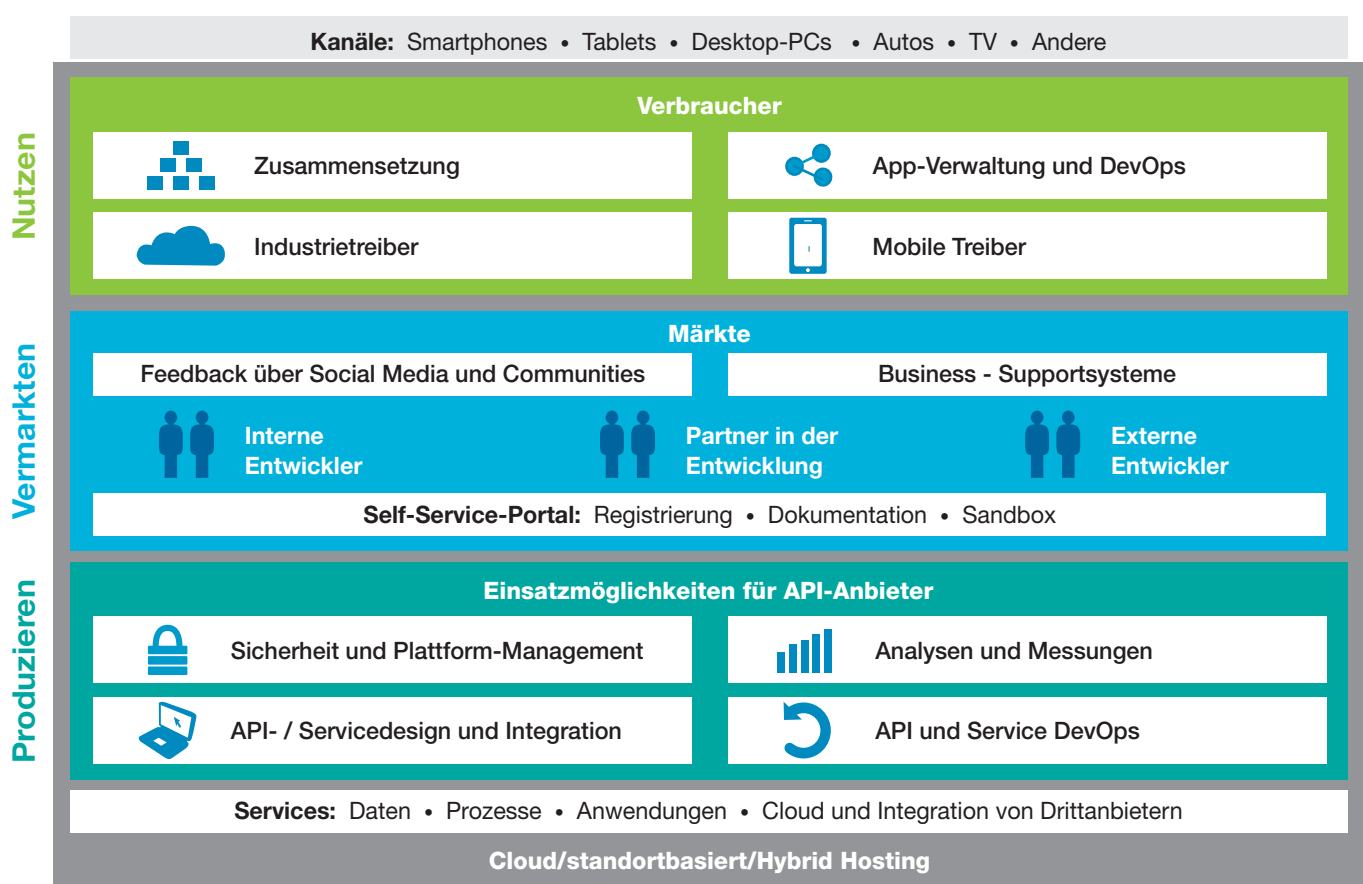 Kanäle: Smartphones • Tablets • Desktop-PCs • Autos • TV • Andere
Nutzen
Verbraucher
Zusammensetzung
App-Verwaltung und DevOps
Industrietreiber
Mobile Treiber
Vermarkten
Märkte
Feedback über Social Media und Communities
Business - Supportsysteme
Interne
Entwickler
Partner in der
Entwicklung
Externe
Entwickler
Self-Service-Portal: Registrierung • Dokumentation • Sandbox
Produzieren
Einsatzmöglichkeiten für API-Anbieter
Sicherheit und Plattform-Management
Analysen und Messungen
API- / Servicedesign und Integration
API und Service DevOps
Services: Daten • Prozesse • Anwendungen • Cloud und Integration von Drittanbietern
Cloud/standortbasiert/Hybrid Hosting